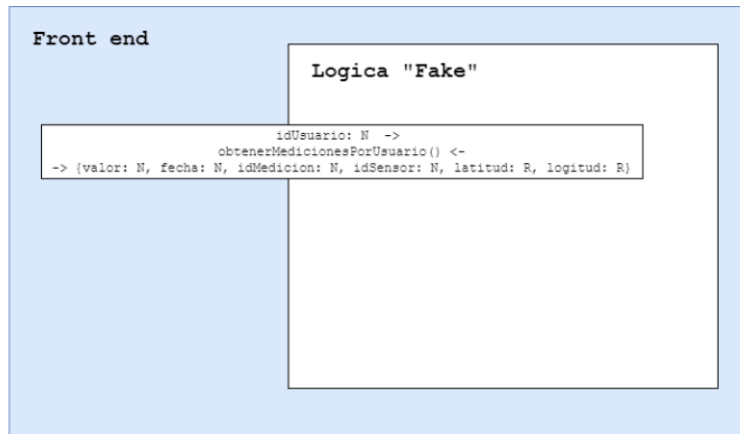 Front end
Logica "Fake"
idUsuario: N ->
obtenerMedicionesPorUsuario() <-
-> {valor: N, fecha: N, idMedicion: N, idSensor: N, latitud: R, logitud: R}